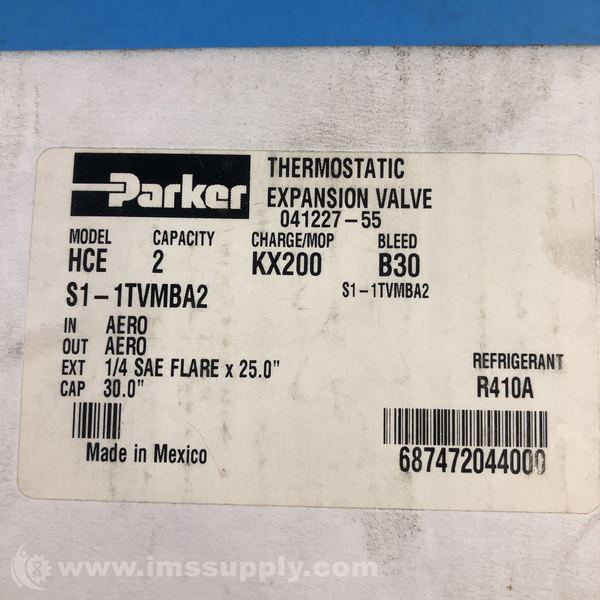 Parker
THERMOSTATIC
EXPANSION VALVE
041227-55
MODEL CAPACITY CHARGE/MOP BLEED
HCE 2 KX200 B30
S1-1TVMBA2 S1-1TVMBA2
IN AERO
OUT AERO
EXT 1/4 SAE FLARE x 25.0"
CAP 30.0"
REFRIGERANT
R410A
Made in Mexico
687472044000
www.imssupply.com